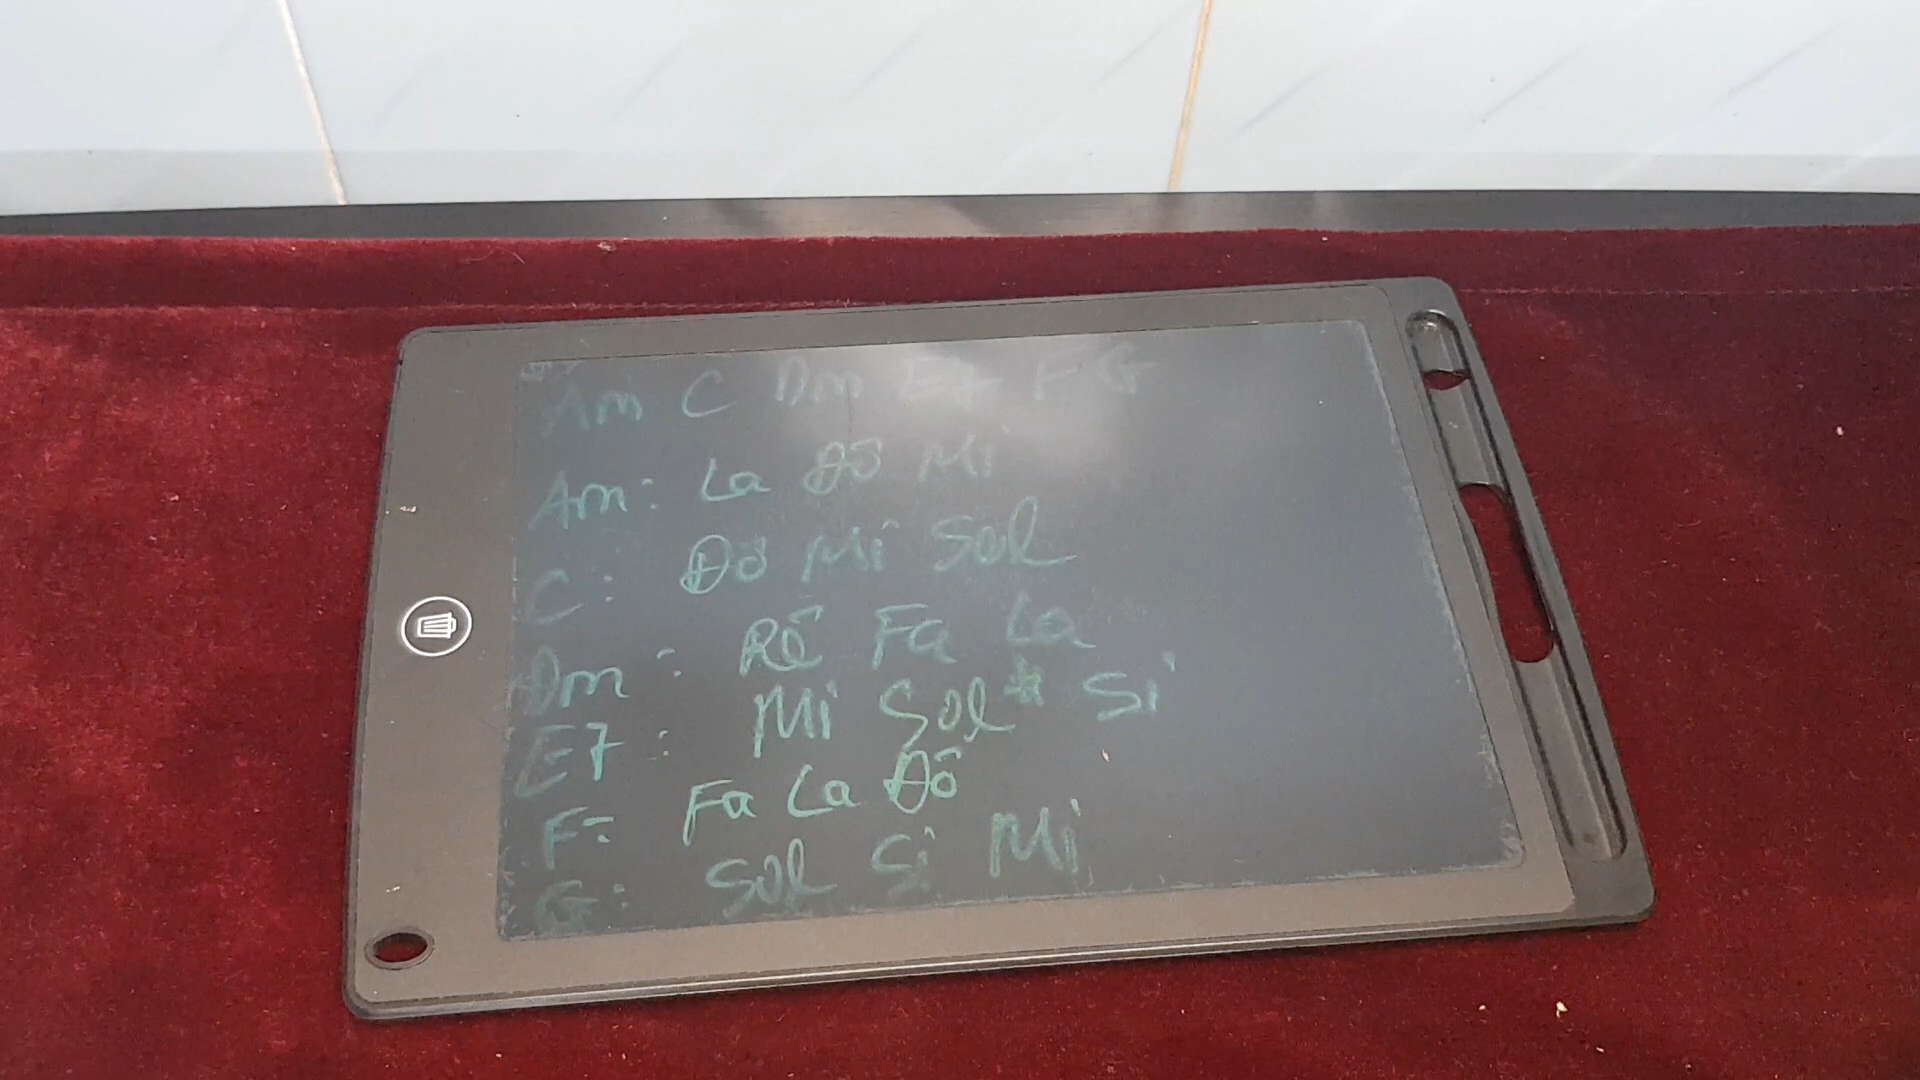 Am C Dm E7 F G
Am: La Đô Mi
C: Đô Mi Sol
Dm: Rê Fa La
E7: Mi Sol# Si
F: Fa La Đô
G: Sol Si Mi